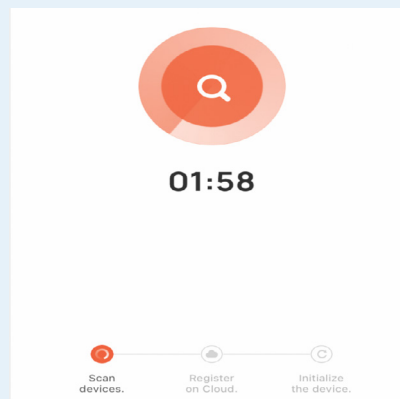 01:58
Scan
devices.
Register
on Cloud.
Initialize
the device.